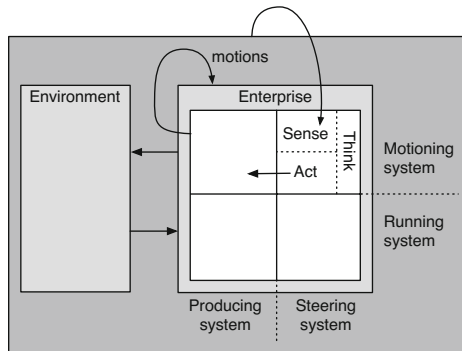 motions
Environment
Enterprise
Sense
Think
Act
Motioning
system
Running
system
Producing
system
Steering
system